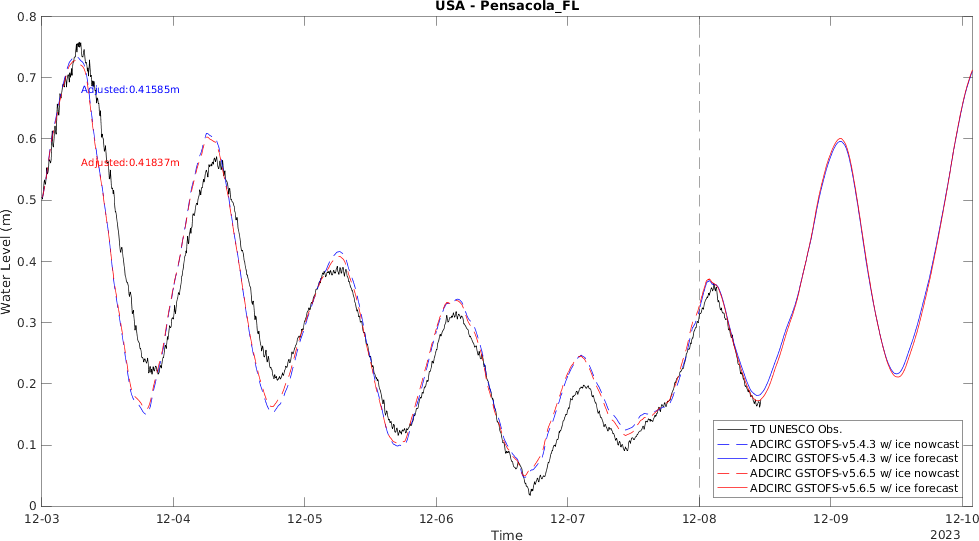 USA - Pensacola_FL
0.8
0.7
0.6
0.5
0.4
0.3
0.2
0.1
0
Water Level (m)
Adjusted:0.41585m
Adjusted:0.41837m
TD UNESCO Obs.
ADCIRC GSTOFS-v5.4.3 w/ ice nowcast
ADCIRC GSTOFS-v5.4.3 w/ ice forecast
ADCIRC GSTOFS-v5.6.5 w/ ice nowcast
ADCIRC GSTOFS-v5.6.5 w/ ice forecast
12-03 12-04 12-05 12-06 12-07 12-08 12-09 12-10
Time
2023